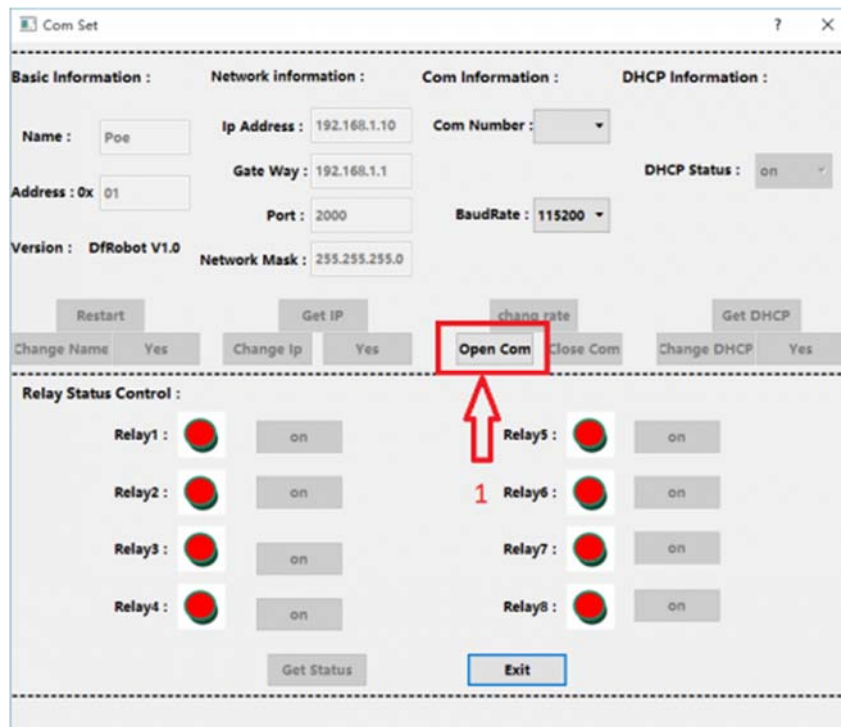 Com Set ? ×
Basic Information : Network information : Com Information : DHCP Information :
Name : Poe Ip Address : 192.168.1.10 Com Number :
Address : 0x 01 Gate Way : 192.168.1.1 DHCP Status : on
Port : 2000 BaudRate : 115200
Version : DfRobot V1.0 Network Mask : 255.255.255.0
Restart Get IP chang rate Get DHCP
Change Name Yes Change Ip Yes Open Com Close Com Change DHCP Yes
Relay Status Control :
Relay1 : on Relay5 : on
Relay2 : on 1 Relay6 : on
Relay3 : on Relay7 : on
Relay4 : on Relay8 : on
Get Status Exit